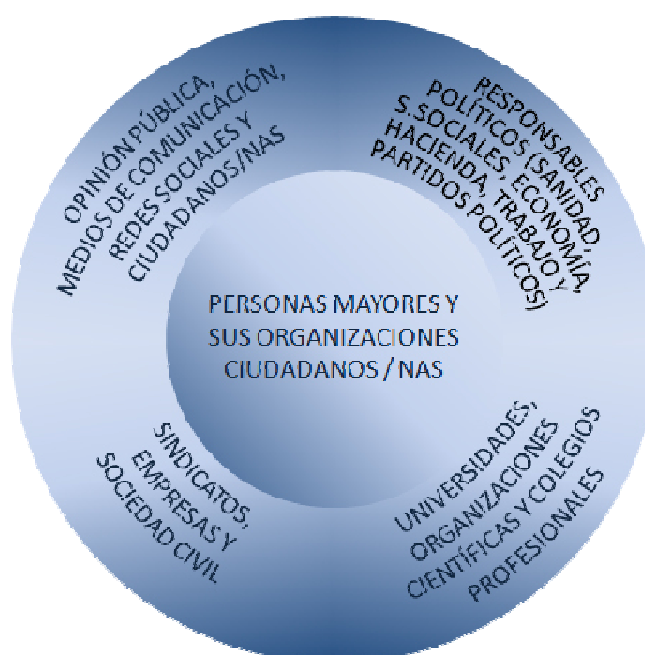 OPINIÓN PÚBLICA,
MEDIOS DE COMUNICACIÓN,
REDES SOCIALES Y
CIUDADANOS/NAS
RESPONSABLES
POLÍTICOS (SANIDAD,
S.SOCIALES, ECONOMÍA,
HACIENDA, TRABAJO Y
PARTIDOS POLÍTICOS)
PERSONAS MAYORES Y
SUS ORGANIZACIONES
CIUDADANOS / NAS
SINDICATOS,
EMPRESAS Y
SOCIEDAD CIVIL
UNIVERSIDADES,
ORGANIZACIONES
CIENTÍFICAS Y COLEGIOS
PROFESIONALES